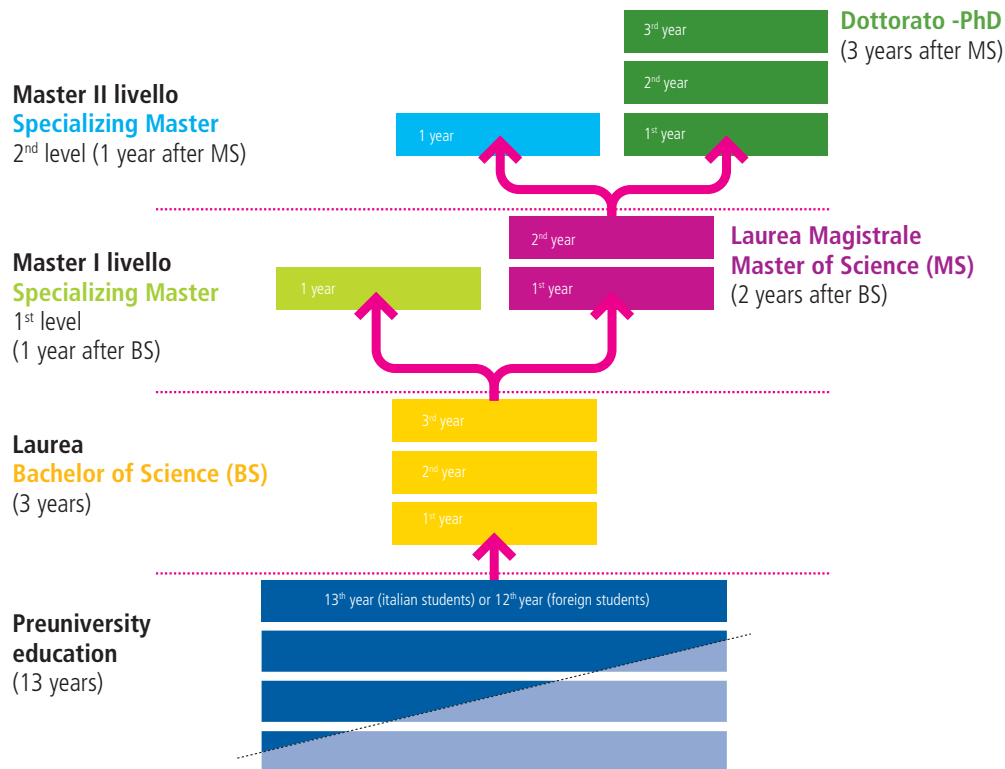 3rd year
Dottorato -PhD
(3 years after MS)
2nd year
Master II livello
Specializing Master
2nd level (1 year after MS)
1 year
1st year
2nd year
Laurea Magistrale
Master of Science (MS)
(2 years after BS)
Master I livello
Specializing Master
1st level
(1 year after BS)
1 year
1st year
3rd year
Laurea
Bachelor of Science (BS)
(3 years)
2nd year
1st year
13th year (italian students) or 12th year (foreign students)
Preuniversity
education
(13 years)